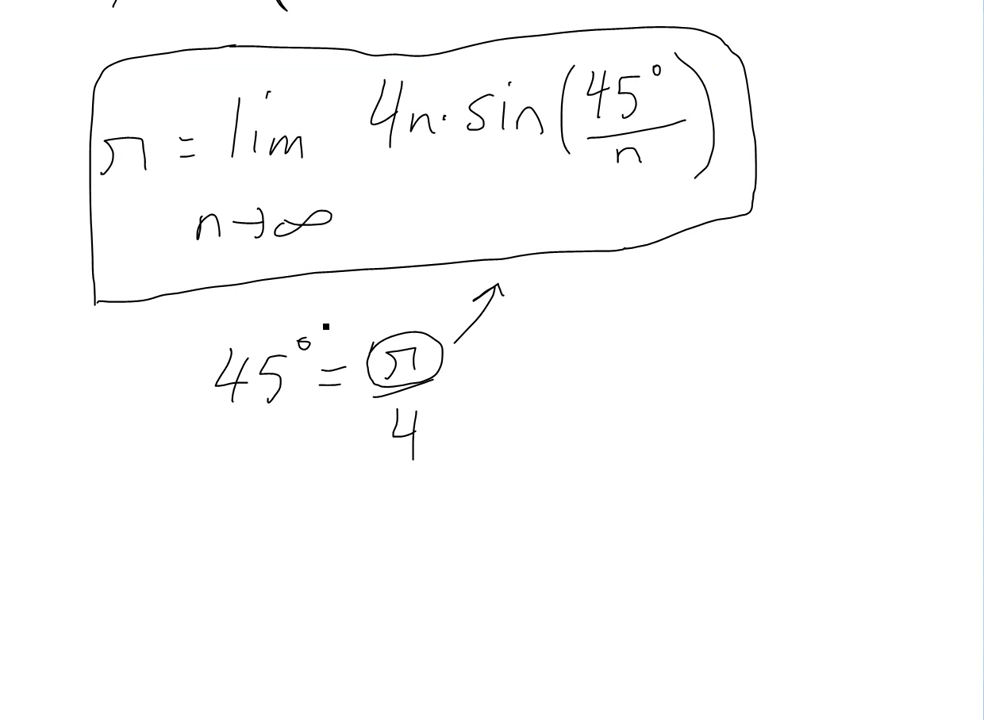 π = lim 4n · sin(45°/n)
n→∞
45° = π/4